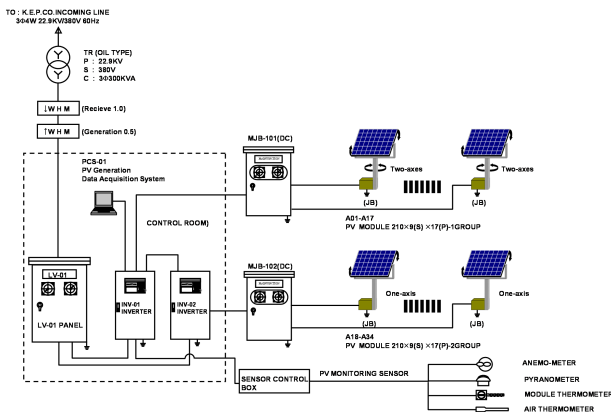 TO : K.E.P.CO.INCOMING LINE
3Φ4W 22.9KV/380V 60Hz
TR (OIL TYPE)
P : 22.9KV
S : 380V
C : 3Φ300KVA
↓W H M (Recieve 1.0)
↑W H M (Generation 0.5)
PCS-01
PV Generation
Data Acquisition System
CONTROL ROOM)
LV-01
LV-01 PANEL
INV-01
INVERTER
INV-02
INVERTER
MJB-101(DC)
Two-axes
Two-axes
(JB)
(JB)
A01-A17
PV MODULE 210×9(S) ×17(P)-1GROUP
MJB-102(DC)
One-axis
One-axis
(JB)
(JB)
A18-A34
PV MODULE 210×9(S) ×17(P)-2GROUP
SENSOR CONTROL
BOX
PV MONITORING SENSOR
ANEMO-METER
PYRANOMETER
MODULE THERMOMETER
AIR THERMOMETER